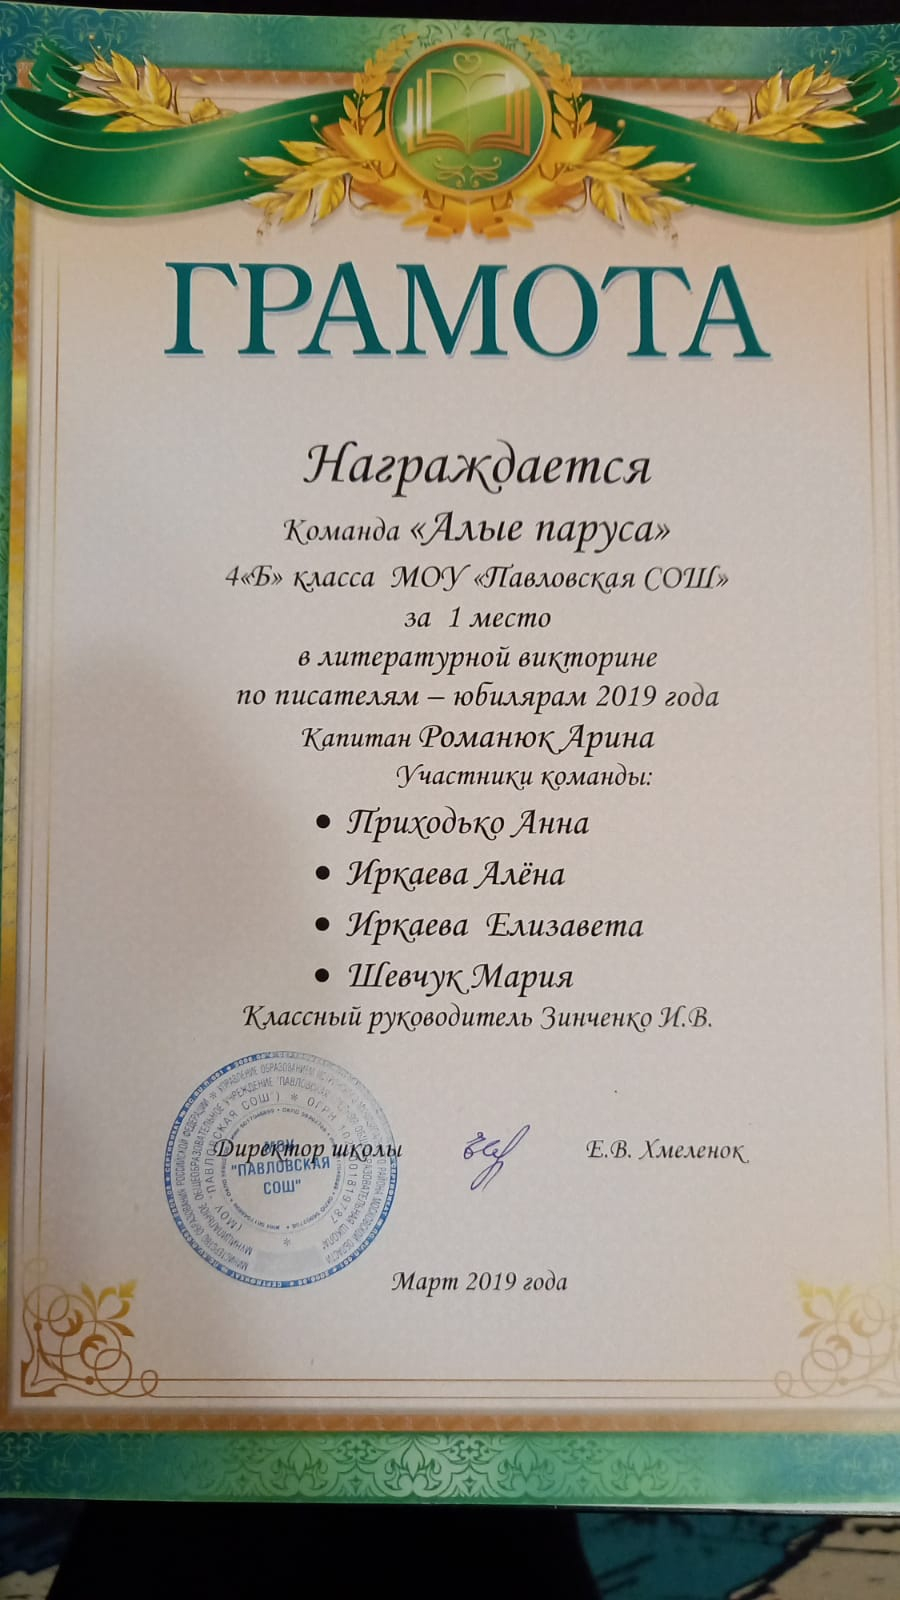 ГРАМОТА
Награждается
Команда «Алые паруса»
4«Б» класса МОУ «Павловская СОШ»
за 1 место
в литературной викторине
по писателям – юбилярам 2019 года
Капитан Романюк Арина
Участники команды:
• Приходько Анна
• Иркаева Алёна
• Иркаева Елизавета
• Шевчук Мария
Классный руководитель Зинченко И.В.
Директор школы
Е.В. Хмеленок
МОУ
"ПАВЛОВСКАЯ
СОШ"
Март 2019 года